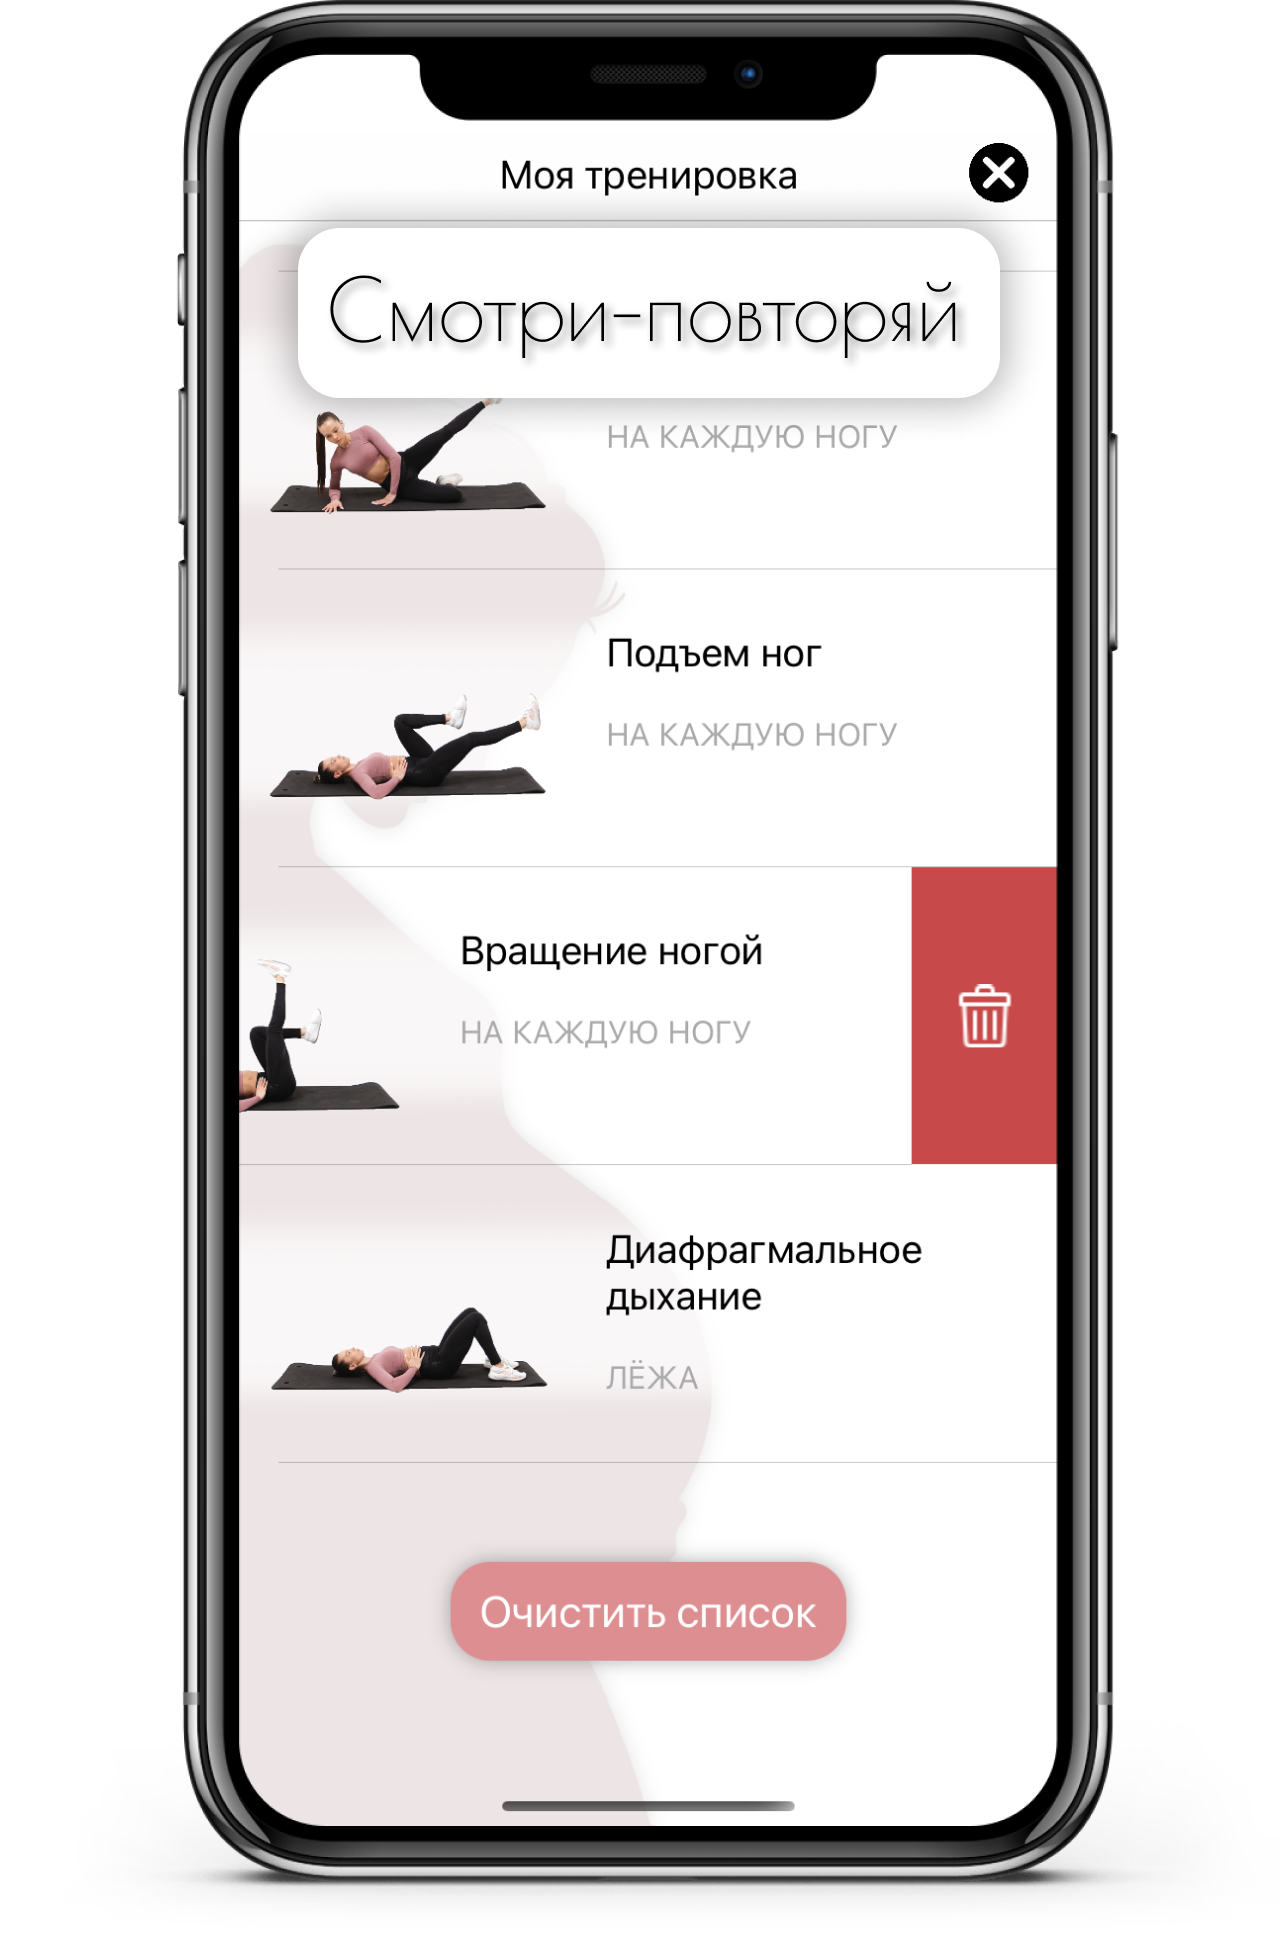 Моя тренировка
Смотри-повторяй
НА КАЖДУЮ НОГУ
Подъем ног
НА КАЖДУЮ НОГУ
Вращение ногой
НА КАЖДУЮ НОГУ
Диафрагмальное
дыхание
ЛЁЖА
Очистить список